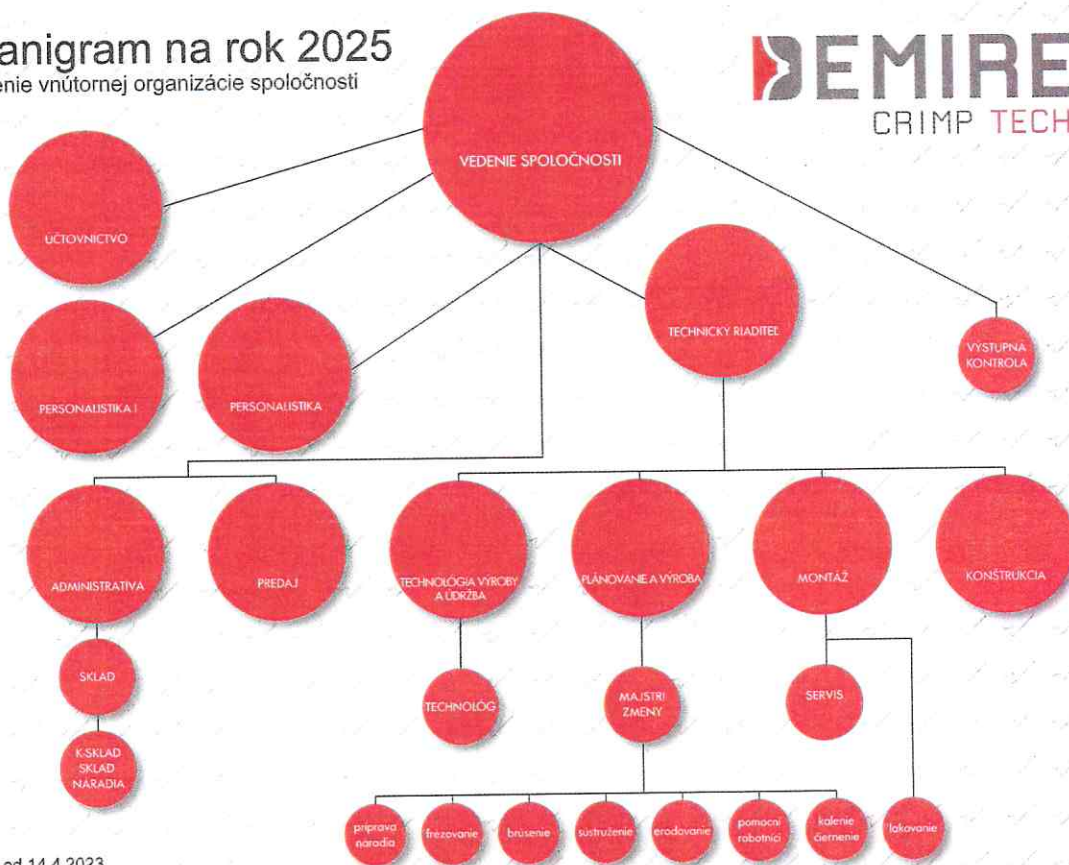 anigram na rok 2025
enie vnútornej organizácie spoločnosti
DEMIRE
CRIMP TECH
VEDENIE SPOLOČNOSTI
ÚČTOVNICTVO
TECHNICKÝ RIADITEĽ
VÝSTUPNÁ
KONTROLA
PERSONALISTIKA I
PERSONALISTIKA
ADMINISTRATÍVA
PREDAJ
TECHNOLÓGIA VÝROBY
A ÚDRŽBA
PLÁNOVANIE A VÝROBA
MONTÁŽ
KONŠTRUKCIA
SKLAD
TECHNOLÓG
MAJSTRI
ZMENY
SERVIS
K-SKLAD
SKLAD
NÁRADIA
príprava
národia
frézovanie
brúsenie
sústruženie
erodovanie
pomocní
robotníci
kalenie
čiernenie
lakovanie
od 14.4.2023